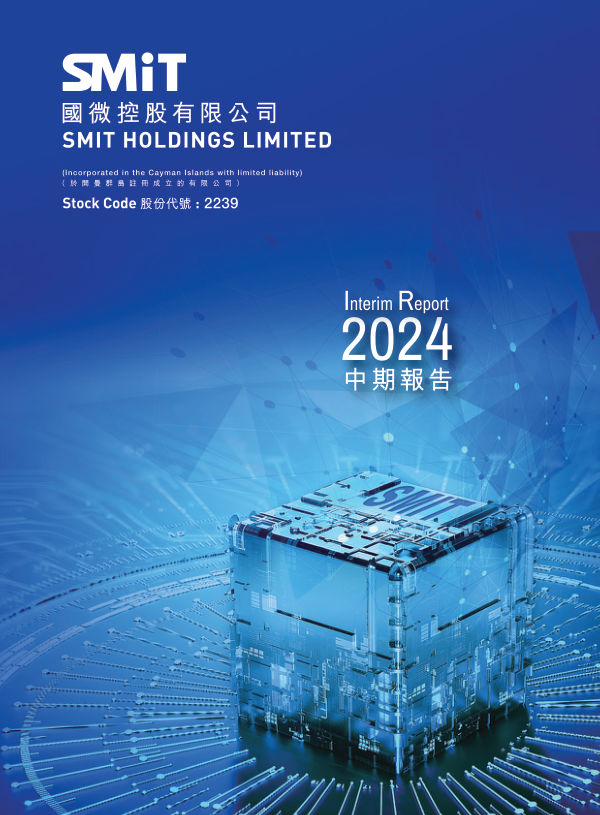 SMiT
國微控股有限公司
SMIT HOLDINGS LIMITED
(Incorporated in the Cayman Islands with limited liability)
(於開曼群島註冊成立的有限公司)
Stock Code 股份代號 : 2239
Interim Report
2024
中期報告
SMiT